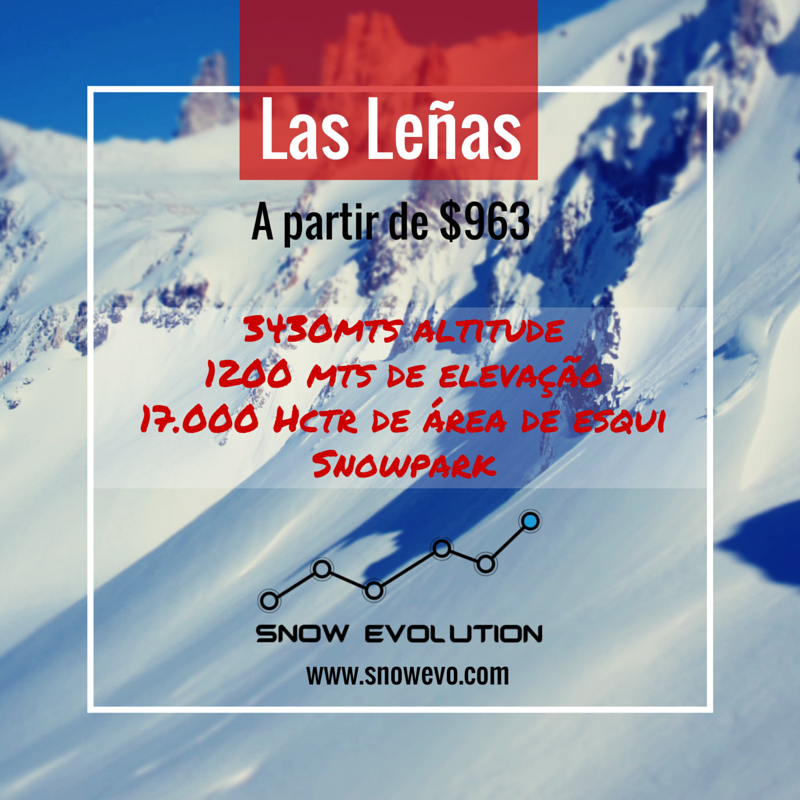 Las Leñas
A partir de $963
3430mts altitude
1200 mts de elevação
17.000 Hctr de área de esqui
Snowpark
SNOW EVOLUTION
www.snowevo.com